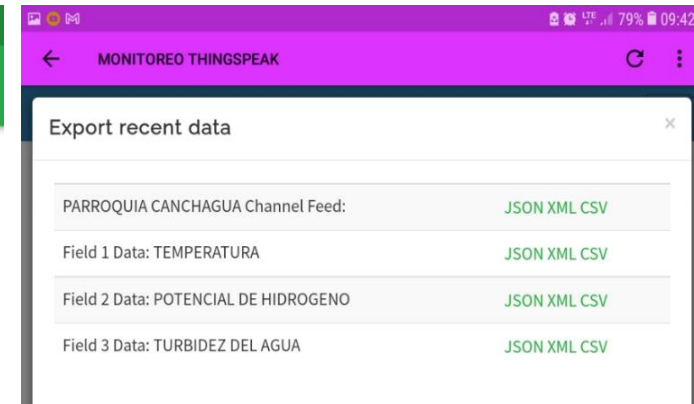 LTE 79% 09:42
MONITOREO THINGSPEAK
Export recent data ×
PARROQUIA CANCHAGUA Channel Feed: JSON XML CSV
Field 1 Data: TEMPERATURA JSON XML CSV
Field 2 Data: POTENCIAL DE HIDROGENO JSON XML CSV
Field 3 Data: TURBIDEZ DEL AGUA JSON XML CSV